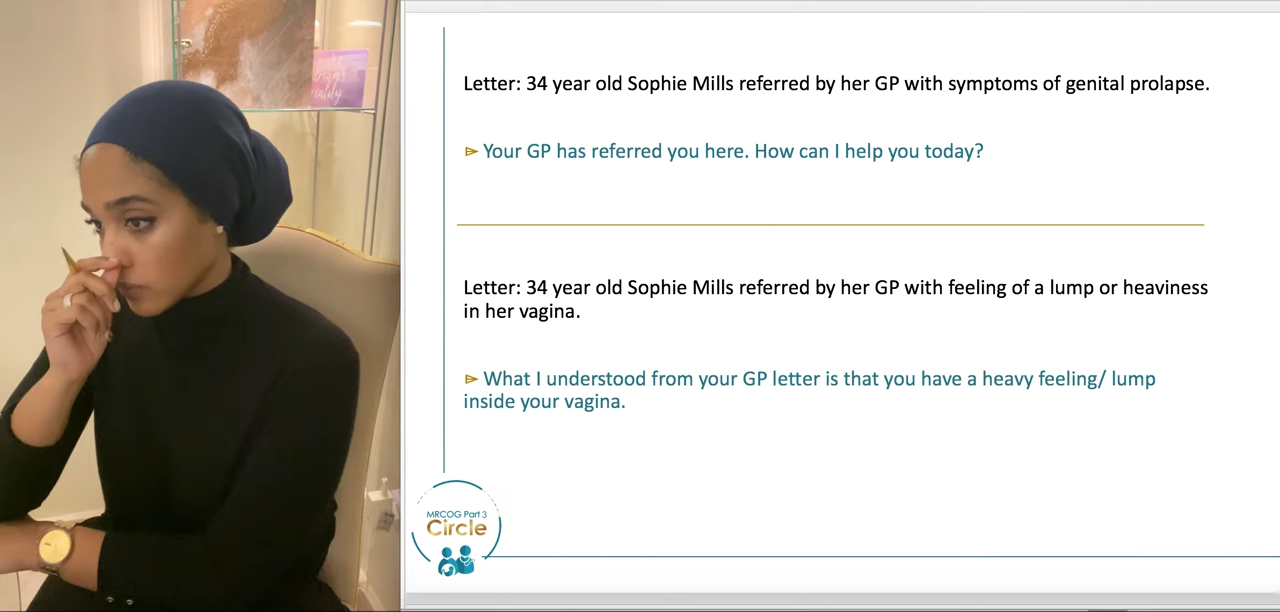 Letter: 34 year old Sophie Mills referred by her GP with symptoms of genital prolapse.
Your GP has referred you here. How can I help you today?
Letter: 34 year old Sophie Mills referred by her GP with feeling of a lump or heaviness
in her vagina.
What I understood from your GP letter is that you have a heavy feeling/ lump
inside your vagina.
MRCOG Part 3
Circle